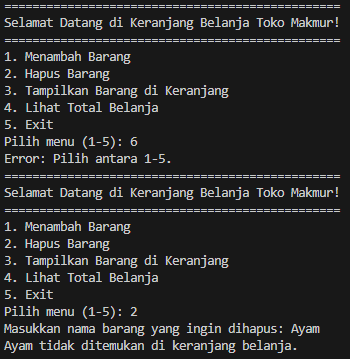 ================================================
Selamat Datang di Keranjang Belanja Toko Makmur!
================================================
1. Menambah Barang
2. Hapus Barang
3. Tampilkan Barang di Keranjang
4. Lihat Total Belanja
5. Exit
Pilih menu (1-5): 6
Error: Pilih antara 1-5.
================================================
Selamat Datang di Keranjang Belanja Toko Makmur!
================================================
1. Menambah Barang
2. Hapus Barang
3. Tampilkan Barang di Keranjang
4. Lihat Total Belanja
5. Exit
Pilih menu (1-5): 2
Masukkan nama barang yang ingin dihapus: Ayam
Ayam tidak ditemukan di keranjang belanja.